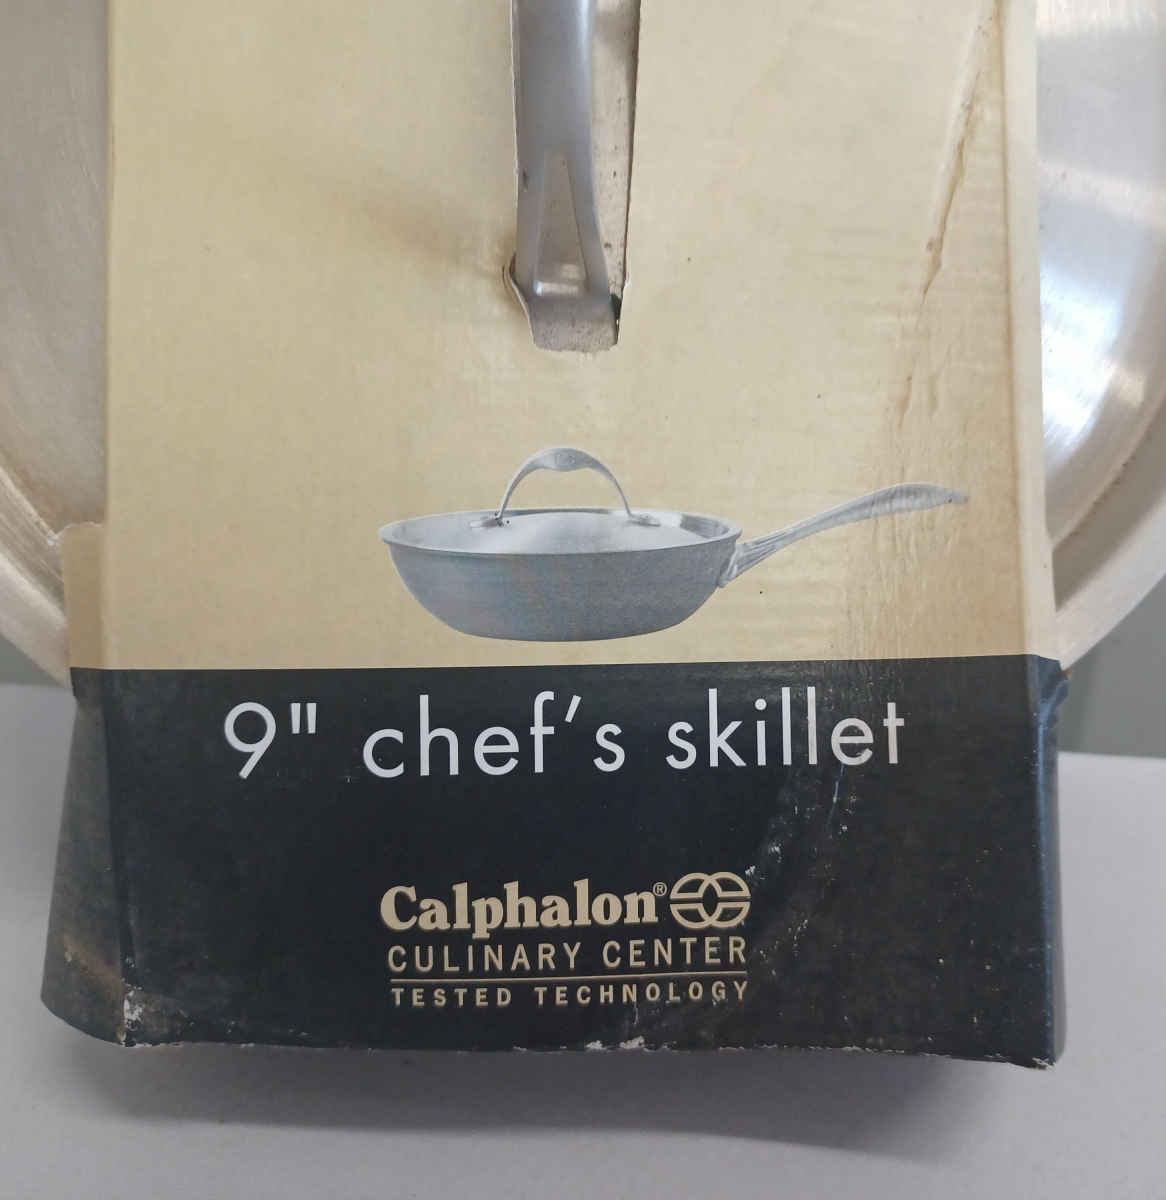 9" chef's skillet
Calphalon®
CULINARY CENTER
TESTED TECHNOLOGY